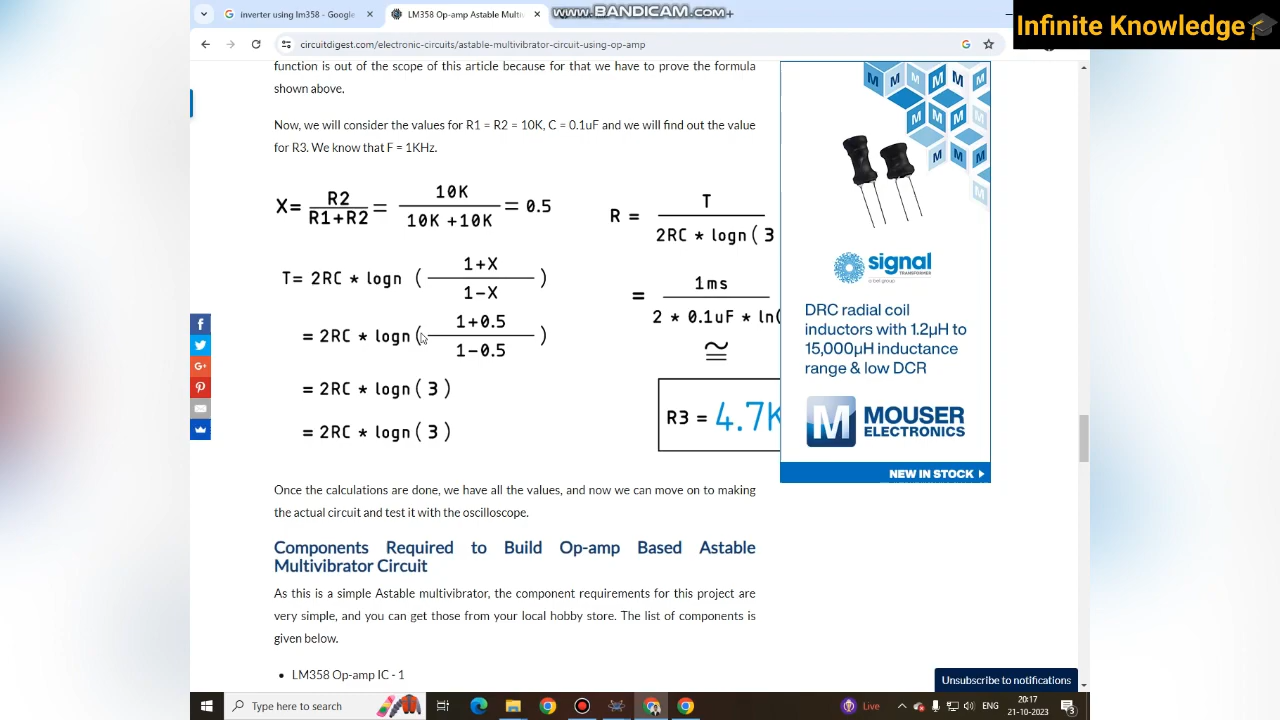 inverter using lm358 - Google
LM358 Op-amp Astable Multiv
www.BANDICAM.com
Infinite Knowledge
circuitdigest.com/electronic-circuits/astable-multivibrator-circuit-using-op-amp
function is out of the scope of this article because for that we have to prove the formula
shown above.
Now, we will consider the values for R1 = R2 = 10K, C = 0.1uF and we will find out the value
for R3. We know that F = 1KHz.
X= R2 / R1+R2 = 10K / 10K +10K = 0.5
T= 2RC * logn ( 1+X / 1-X )
= 2RC * logn ( 1+0.5 / 1-0.5 )
= 2RC * logn ( 3 )
= 2RC * logn ( 3 )
R = T / 2RC * logn ( 3
= 1ms / 2 * 0.1uF * ln(
≅
R3 = 4.7K
M M M M M
M M M M
M M M
M
signal
TRANSFORMER
a bel group
DRC radial coil
inductors with 1.2µH to
15,000µH inductance
range & low DCR
M MOUSER
ELECTRONICS
NEW IN STOCK
Once the calculations are done, we have all the values, and now we can move on to making
the actual circuit and test it with the oscilloscope.
Components Required to Build Op-amp Based Astable
Multivibrator Circuit
As this is a simple Astable multivibrator, the component requirements for this project are
very simple, and you can get those from your local hobby store. The list of components is
given below.
• LM358 Op-amp IC - 1
Unsubscribe to notifications
Type here to search
Live
ENG
20:17
21-10-2023
3